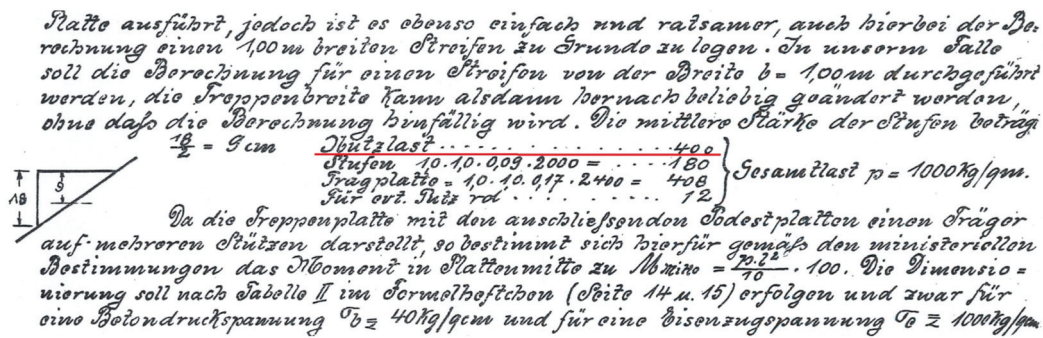 Platte ausführt, jedoch ist es ebenso einfach und ratsamer, auch hierbei der Be=
rechnung einen 1,00 m breiten Streifen zu Grunde zu legen. In unserm Falle
soll die Berechnung für einen Streifen von der Breite b = 1,00 m durchgeführt
werden, die Treppenbreite kann alsdann hernach beliebig geändert werden,
ohne daß die Berechnung hinfällig wird. Die mittlere Stärke der Stufen beträgt
18/2 = 9 cm Nutzlast . . . . . . . . . . . . . . 400
Stufen 1,0 · 1,0 · 0,09 · 2000 = . . . . . 180
Tragplatte = 1,0 · 1,0 · 0,17 · 2400 = 408
Für evt. Putz rd . . . . . . . . . 12
Gesamtlast p = 1000 kg/qm.
18
9
Da die Treppenplatte mit den anschliessenden Podestplatten einen Träger
auf mehreren Stützen darstellt, so bestimmt sich hierfür gemäß den ministeriellen
Bestimmungen das Moment in Plattenmitte zu M mitte = p·l²/10 · 100. Die Dimensio=
nierung soll nach Tabelle II im Formelheftchen (Seite 14 u. 15) erfolgen und zwar für
eine Betondruckspannung σb = 40 kg/qcm und für eine Eisenzugspannung σe = 1000 kg/qcm